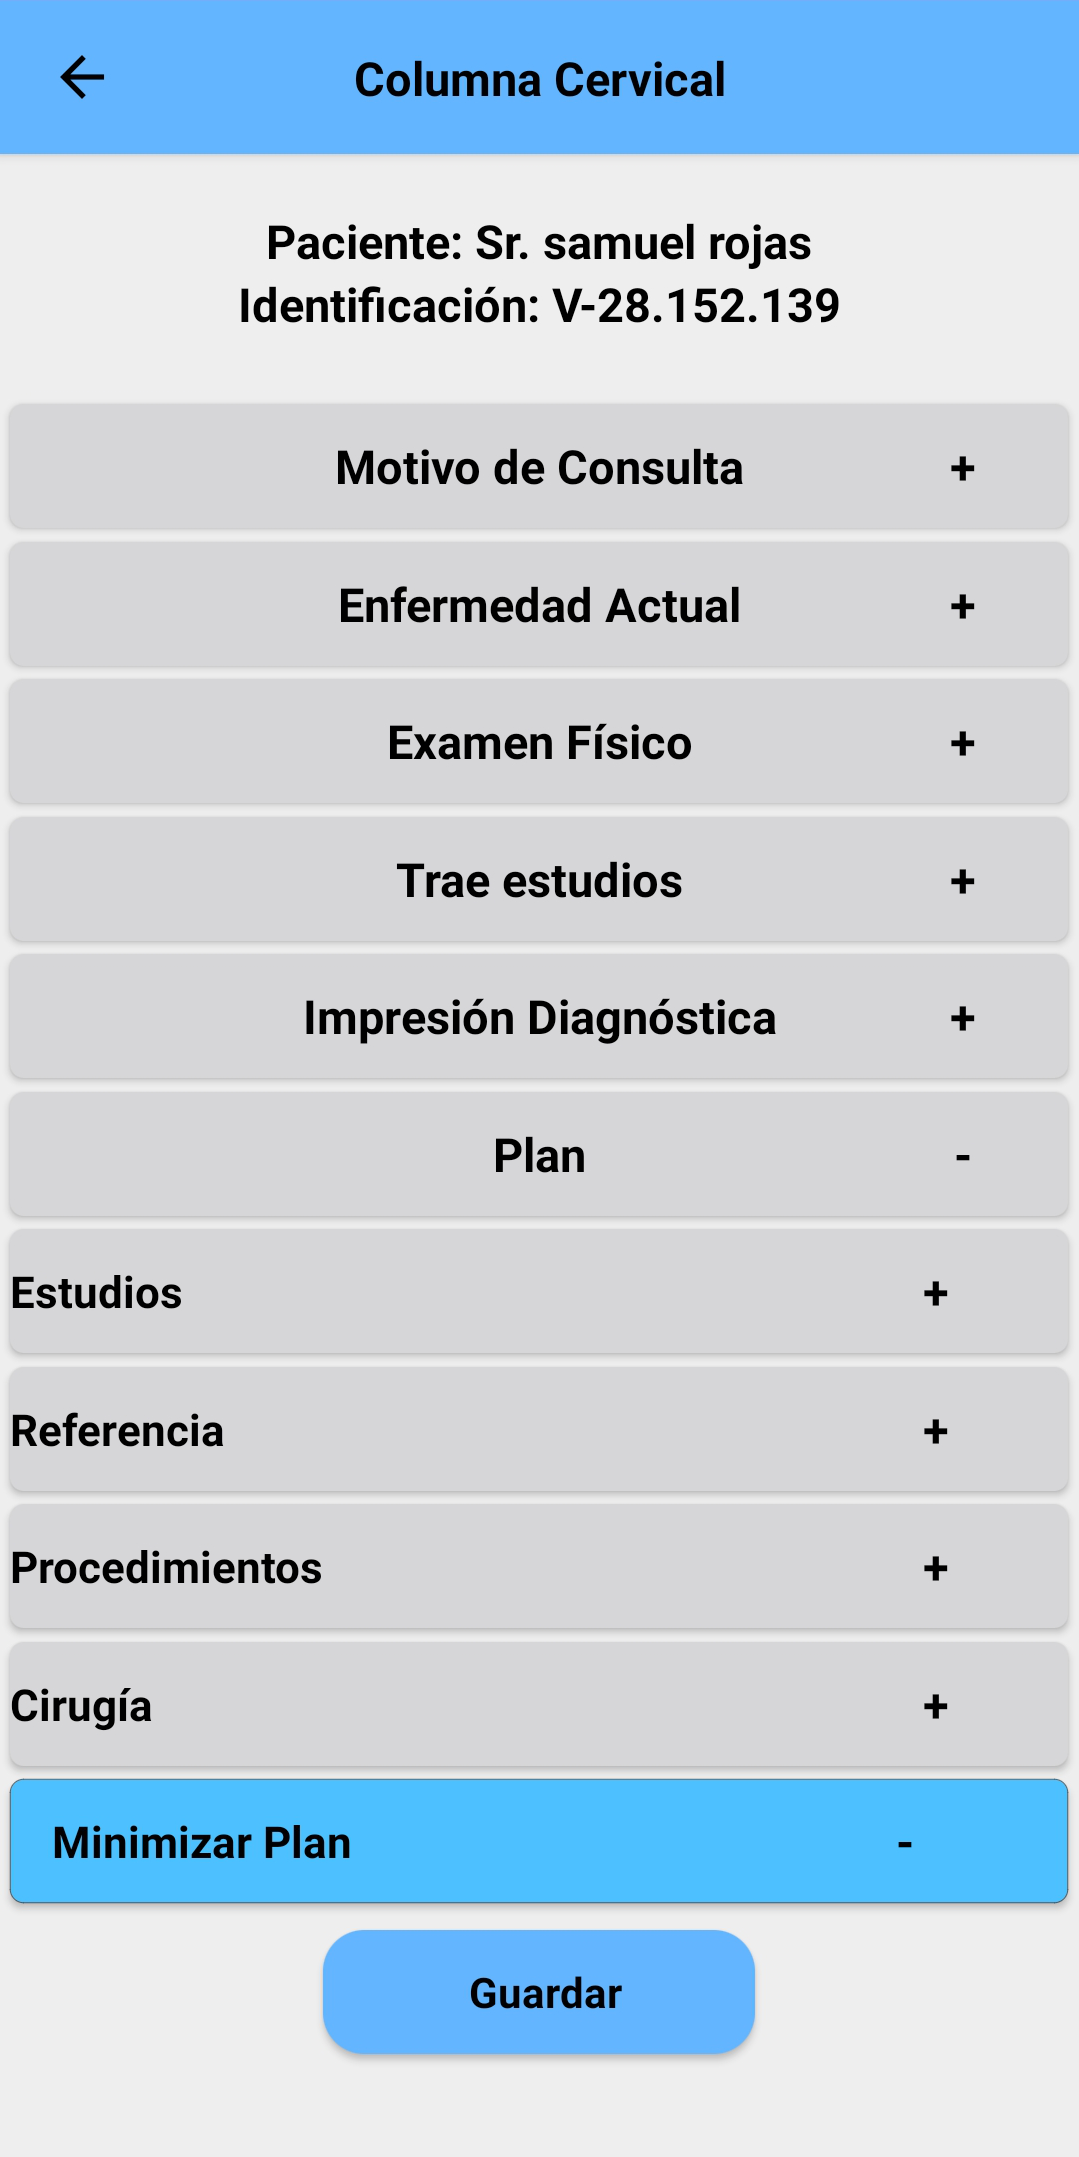 Columna Cervical
Paciente: Sr. samuel rojas
Identificación: V-28.152.139
Motivo de Consulta +
Enfermedad Actual +
Examen Físico +
Trae estudios +
Impresión Diagnóstica +
Plan -
Estudios +
Referencia +
Procedimientos +
Cirugía +
Minimizar Plan -
Guardar